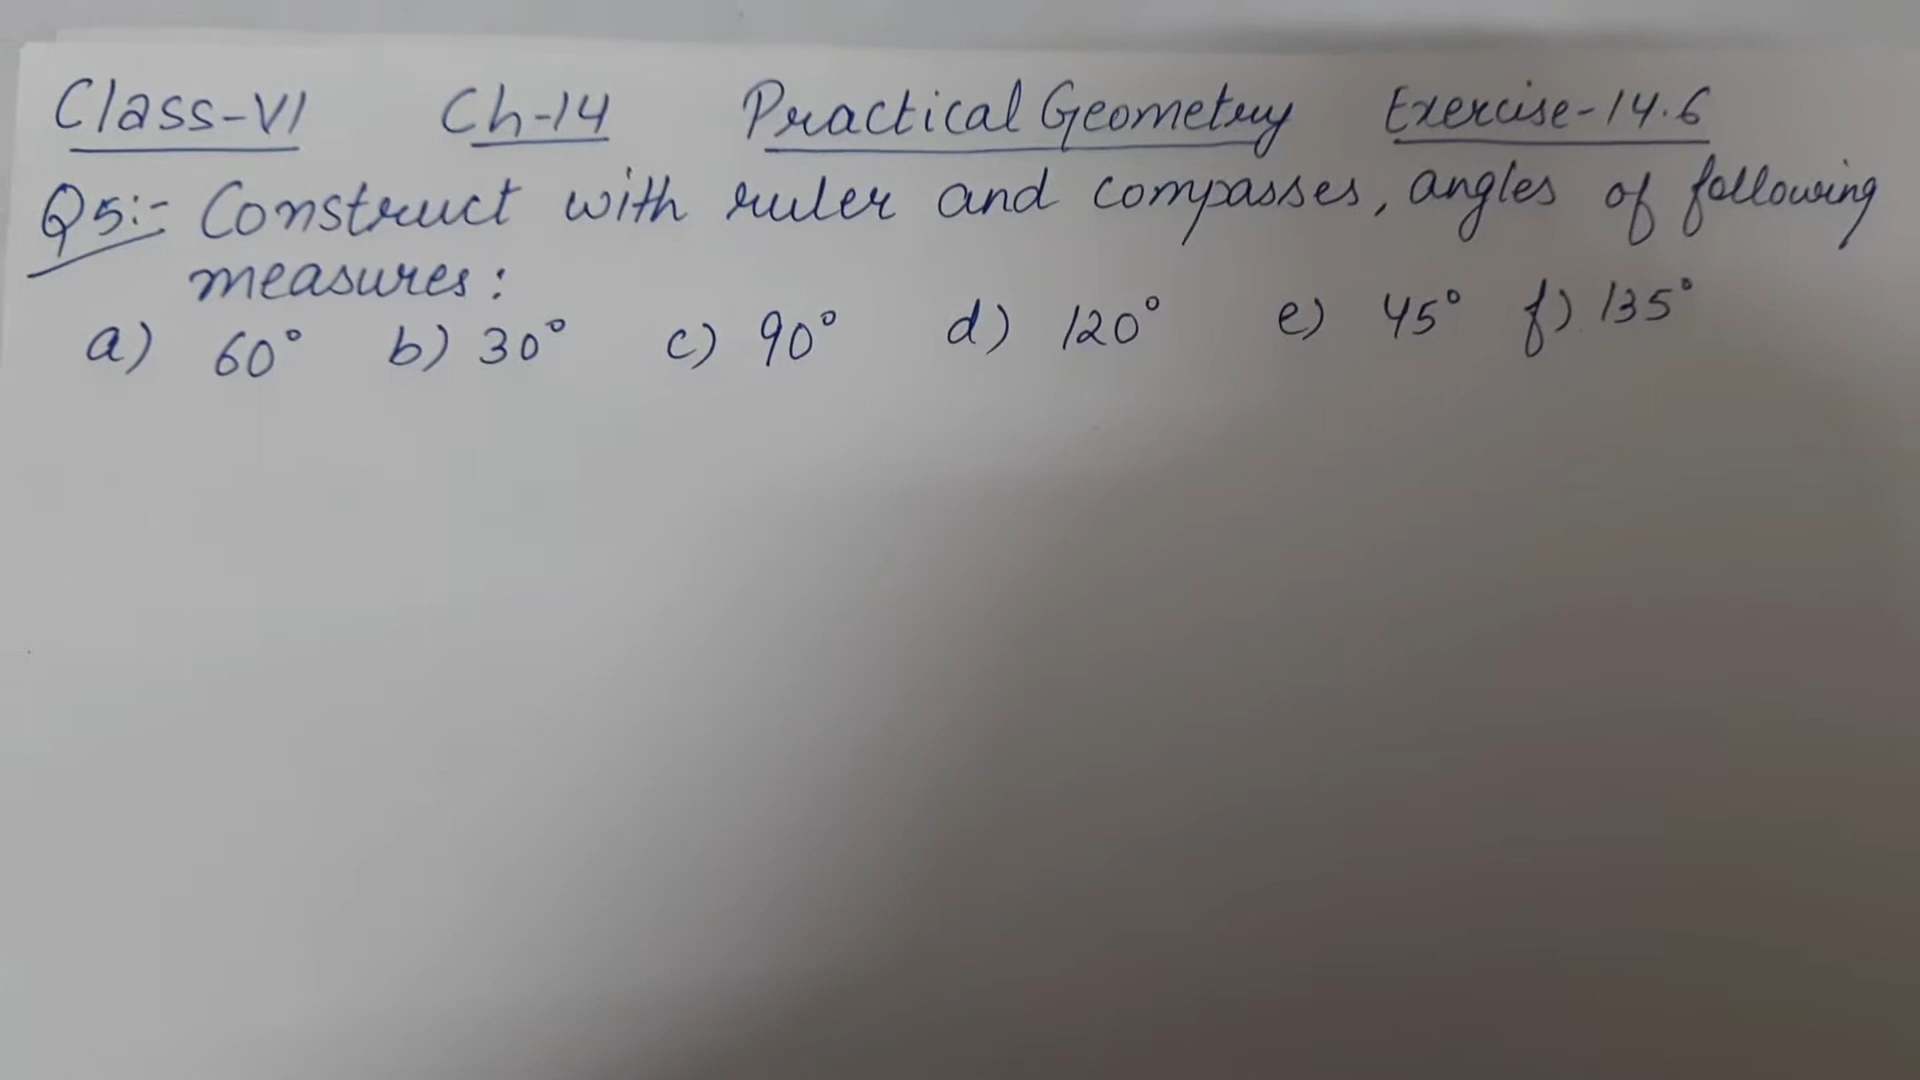 Class-VI Ch-14 Practical Geometry Exercise-14.6
Q5:- Construct with ruler and compasses, angles of following
measures:
a) 60° b) 30° c) 90° d) 120° e) 45° f) 135°